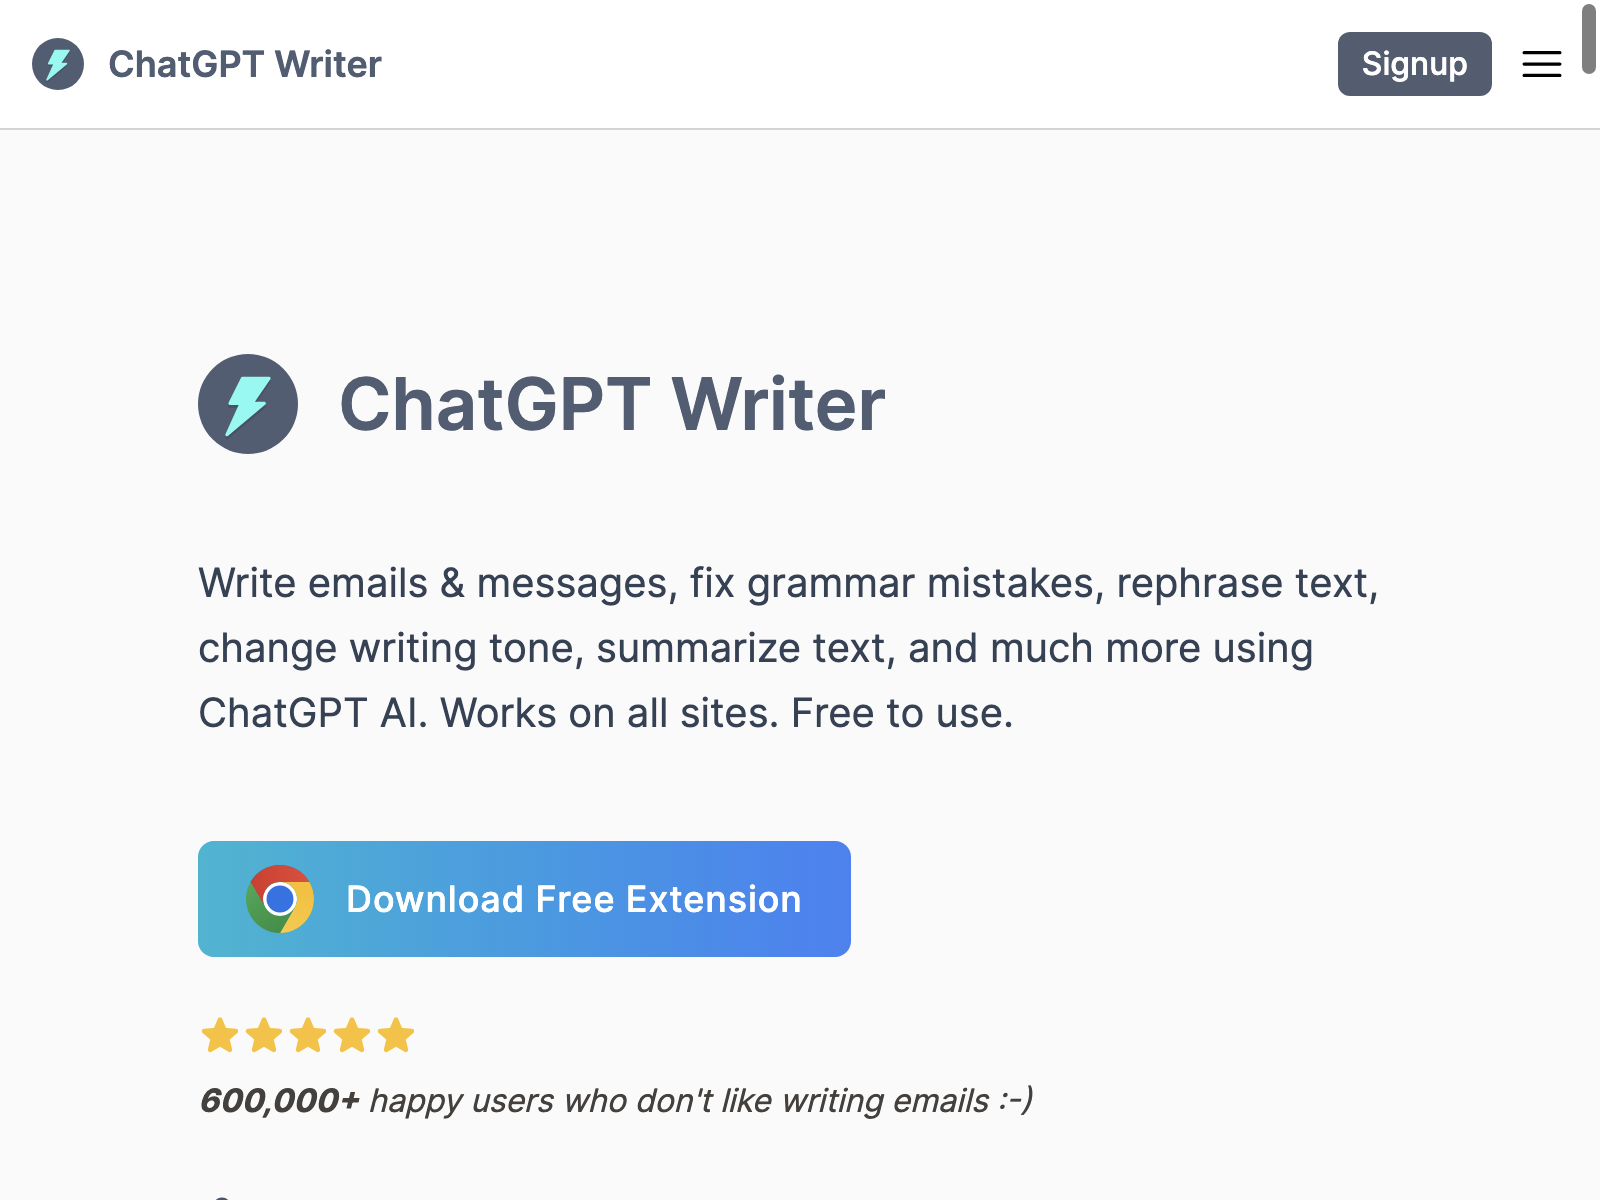 ChatGPT Writer
Signup
ChatGPT Writer
Write emails & messages, fix grammar mistakes, rephrase text,
change writing tone, summarize text, and much more using
ChatGPT AI. Works on all sites. Free to use.
Download Free Extension
600,000+ happy users who don't like writing emails :-)